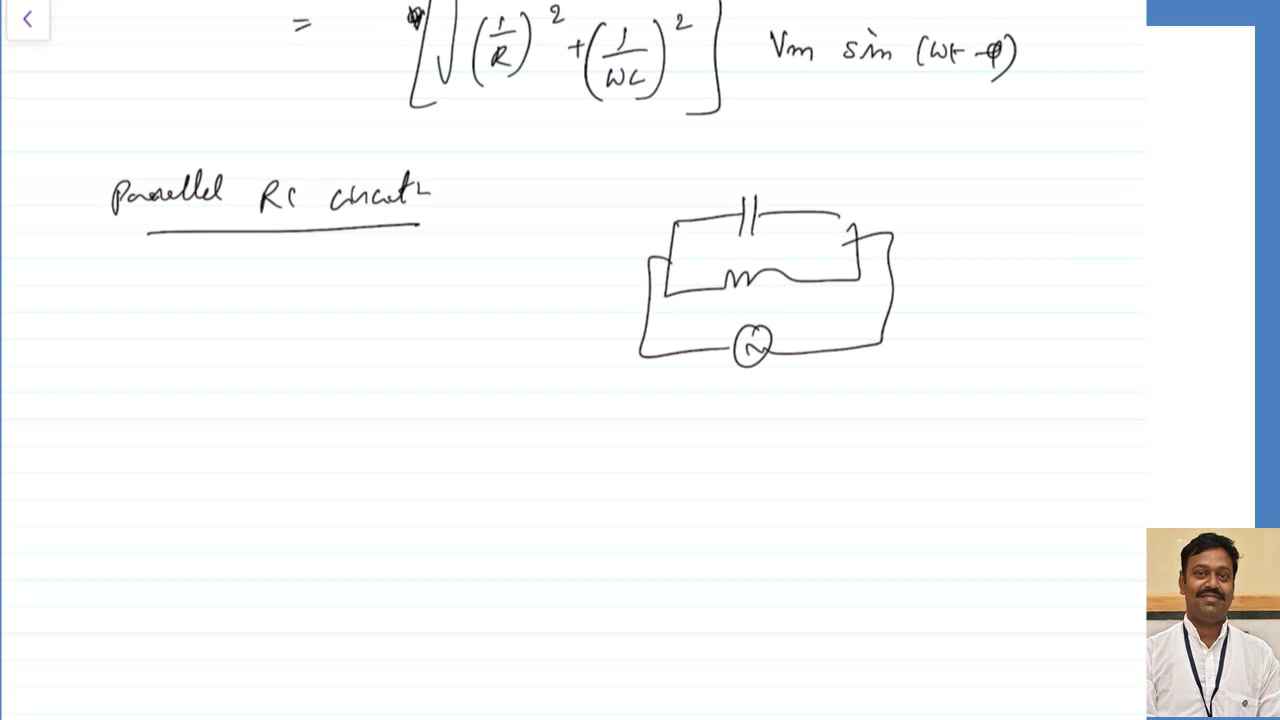 = [√(1/R)² + (1/ωL)²] Vm sin (ωt - φ)
Parallel RC circuit